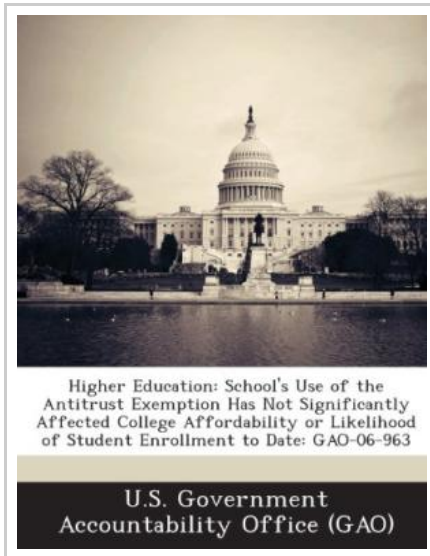 Higher Education: School's Use of the
Antitrust Exemption Has Not Significantly
Affected College Affordability or Likelihood
of Student Enrollment to Date: GAO-06-963
U.S. Government
Accountability Office (GAO)